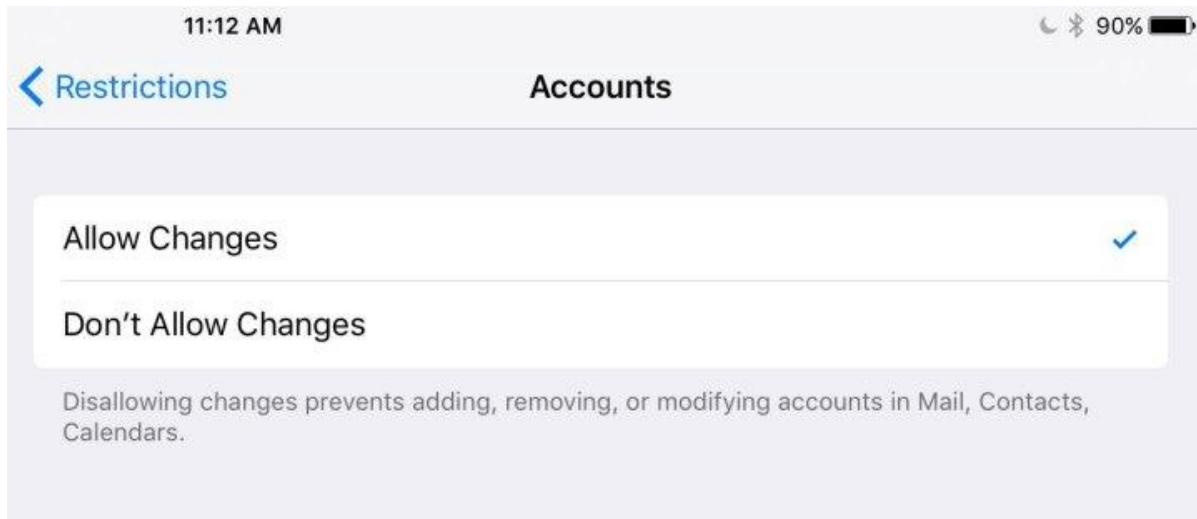 11:12 AM 90%
Restrictions Accounts
Allow Changes
Don’t Allow Changes
Disallowing changes prevents adding, removing, or modifying accounts in Mail, Contacts,
Calendars.